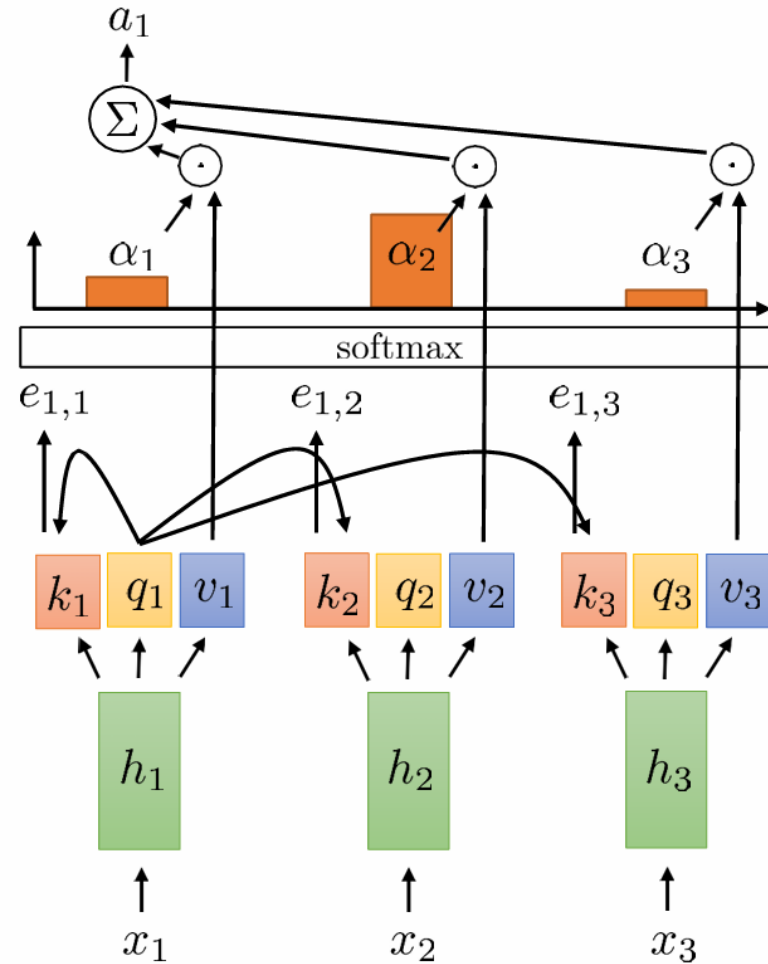 a₁
Σ
α₁ α₂ α₃
softmax
e₁,₁ e₁,₂ e₁,₃
k₁ q₁ v₁ k₂ q₂ v₂ k₃ q₃ v₃
h₁ h₂ h₃
x₁ x₂ x₃